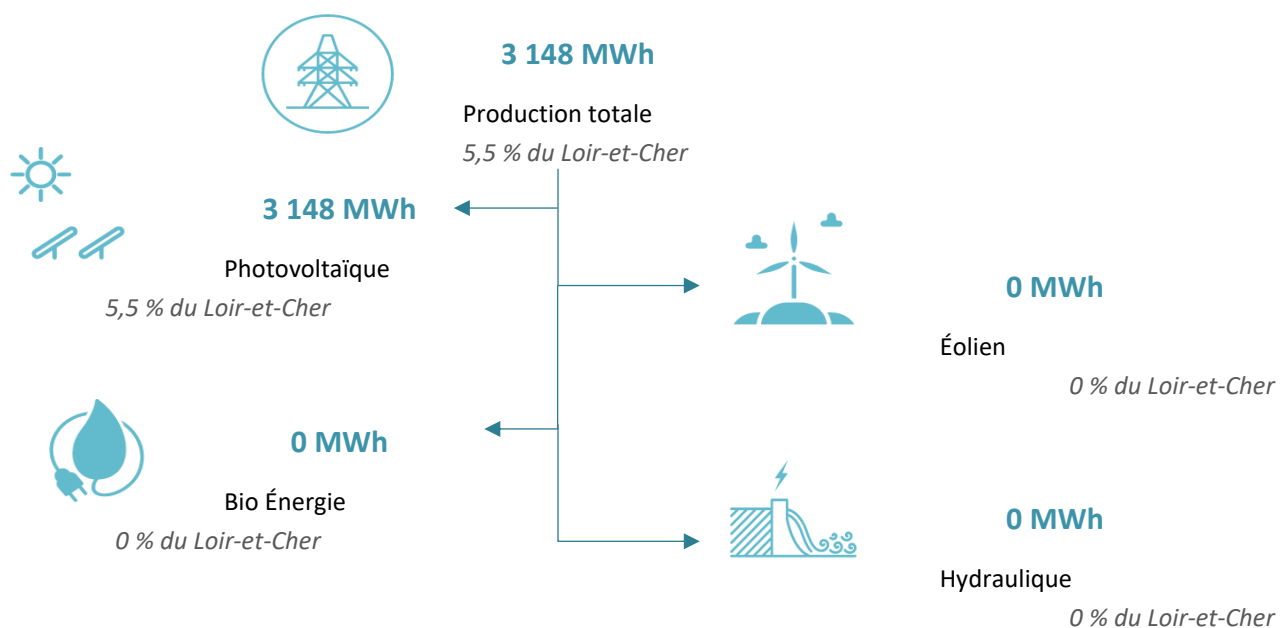 3 148 MWh
Production totale
5,5 % du Loir-et-Cher
3 148 MWh
Photovoltaïque
5,5 % du Loir-et-Cher
0 MWh
Éolien
0 % du Loir-et-Cher
0 MWh
Bio Énergie
0 % du Loir-et-Cher
0 MWh
Hydraulique
0 % du Loir-et-Cher